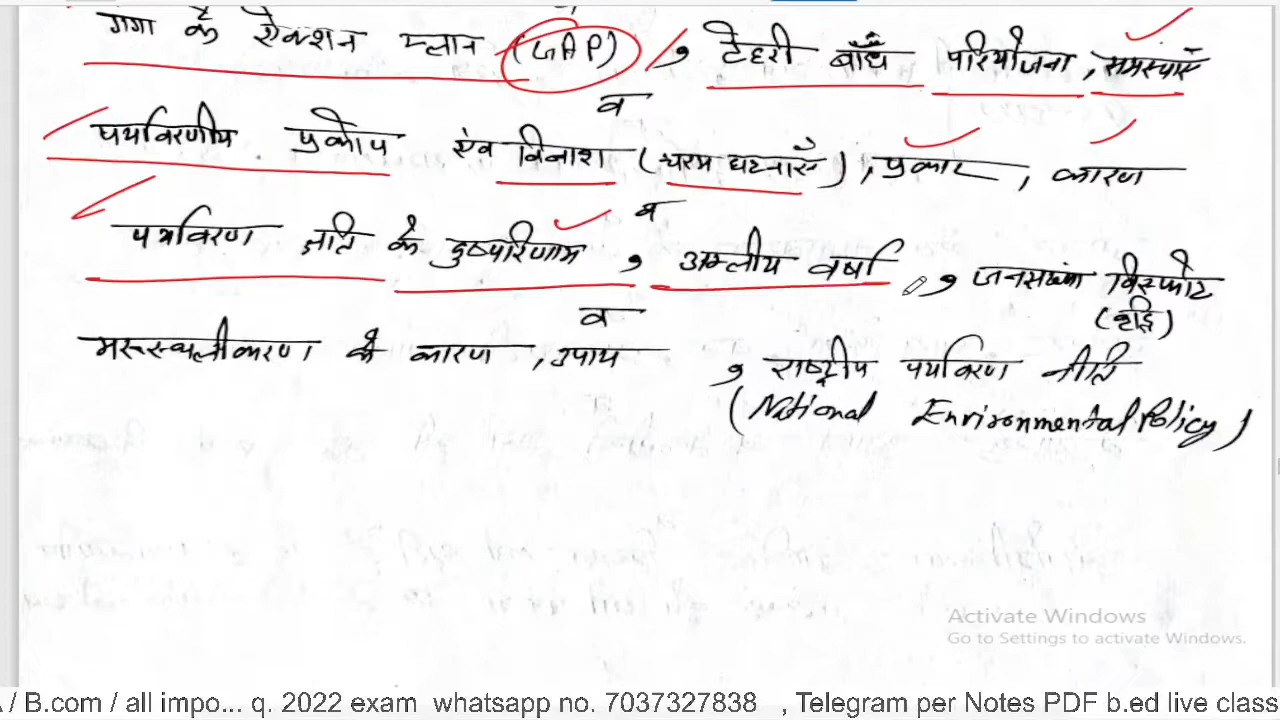 गंगा के ऐक्शन प्लान (GAP) , टेहरी बाँध परियोजना, समस्याऐं
व
पर्यावरणीय प्रकोप ऐंव विनाश (चरम घटनाऐं), प्रकार, कारण
व
पर्यावरण क्षति के दुष्परिणाम , अम्लीय वर्षा , जनसंख्या विस्फोट
(वृद्धि)
व
मरूस्थलीकरण के कारण, उपाय , राष्ट्रीय पर्यावरण नीति
(National Environmental Policy)
Activate Windows
Go to Settings to activate Windows.
/ B.com / all impo... q. 2022 exam whatsapp no. 7037327838 , Telegram per Notes PDF b.ed live class